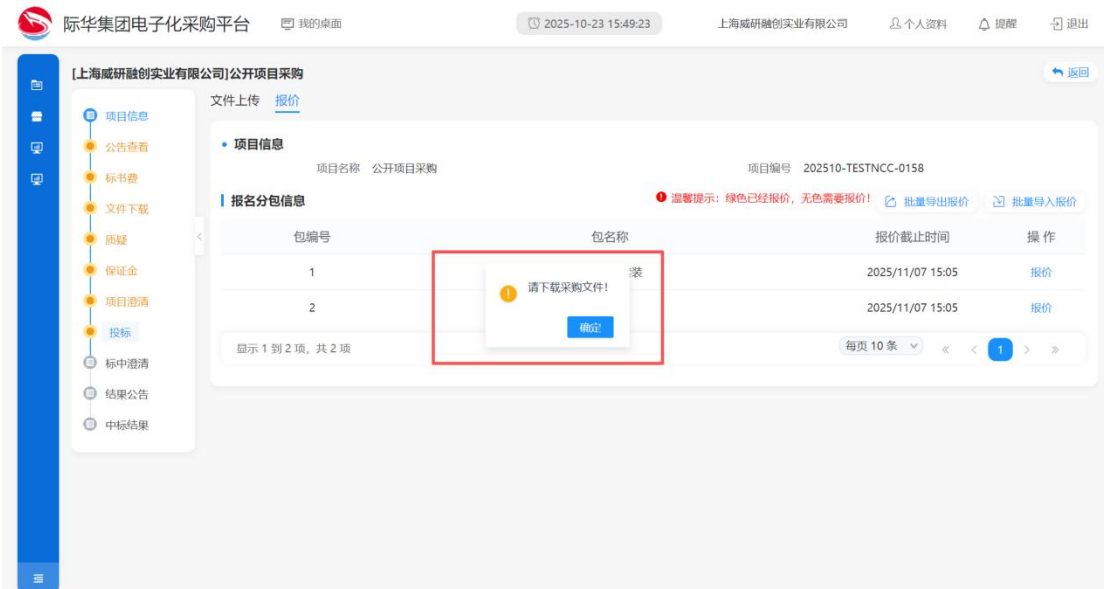 际华集团电子化采购平台 我的桌面 2025-10-23 15:49:23 上海威研融创实业有限公司 个人资料 提醒 退出
[上海威研融创实业有限公司]公开项目采购 返回
文件上传 报价
项目信息
公告查看
标书费
文件下载
质疑
保证金
项目澄清
投标
标中澄清
结果公告
中标结果
项目信息
项目名称 公开项目采购 项目编号 202510-TESTNCC-0158
报名分包信息 温馨提示：绿色已经报价，无色需要报价！ 批量导出报价 批量导入报价
包编号 包名称 报价截止时间 操作
1 装 2025/11/07 15:05 报价
2 2025/11/07 15:05 报价
请下载采购文件！
确定
显示 1 到 2 项，共 2 项 每页 10 条 « < 1 > »